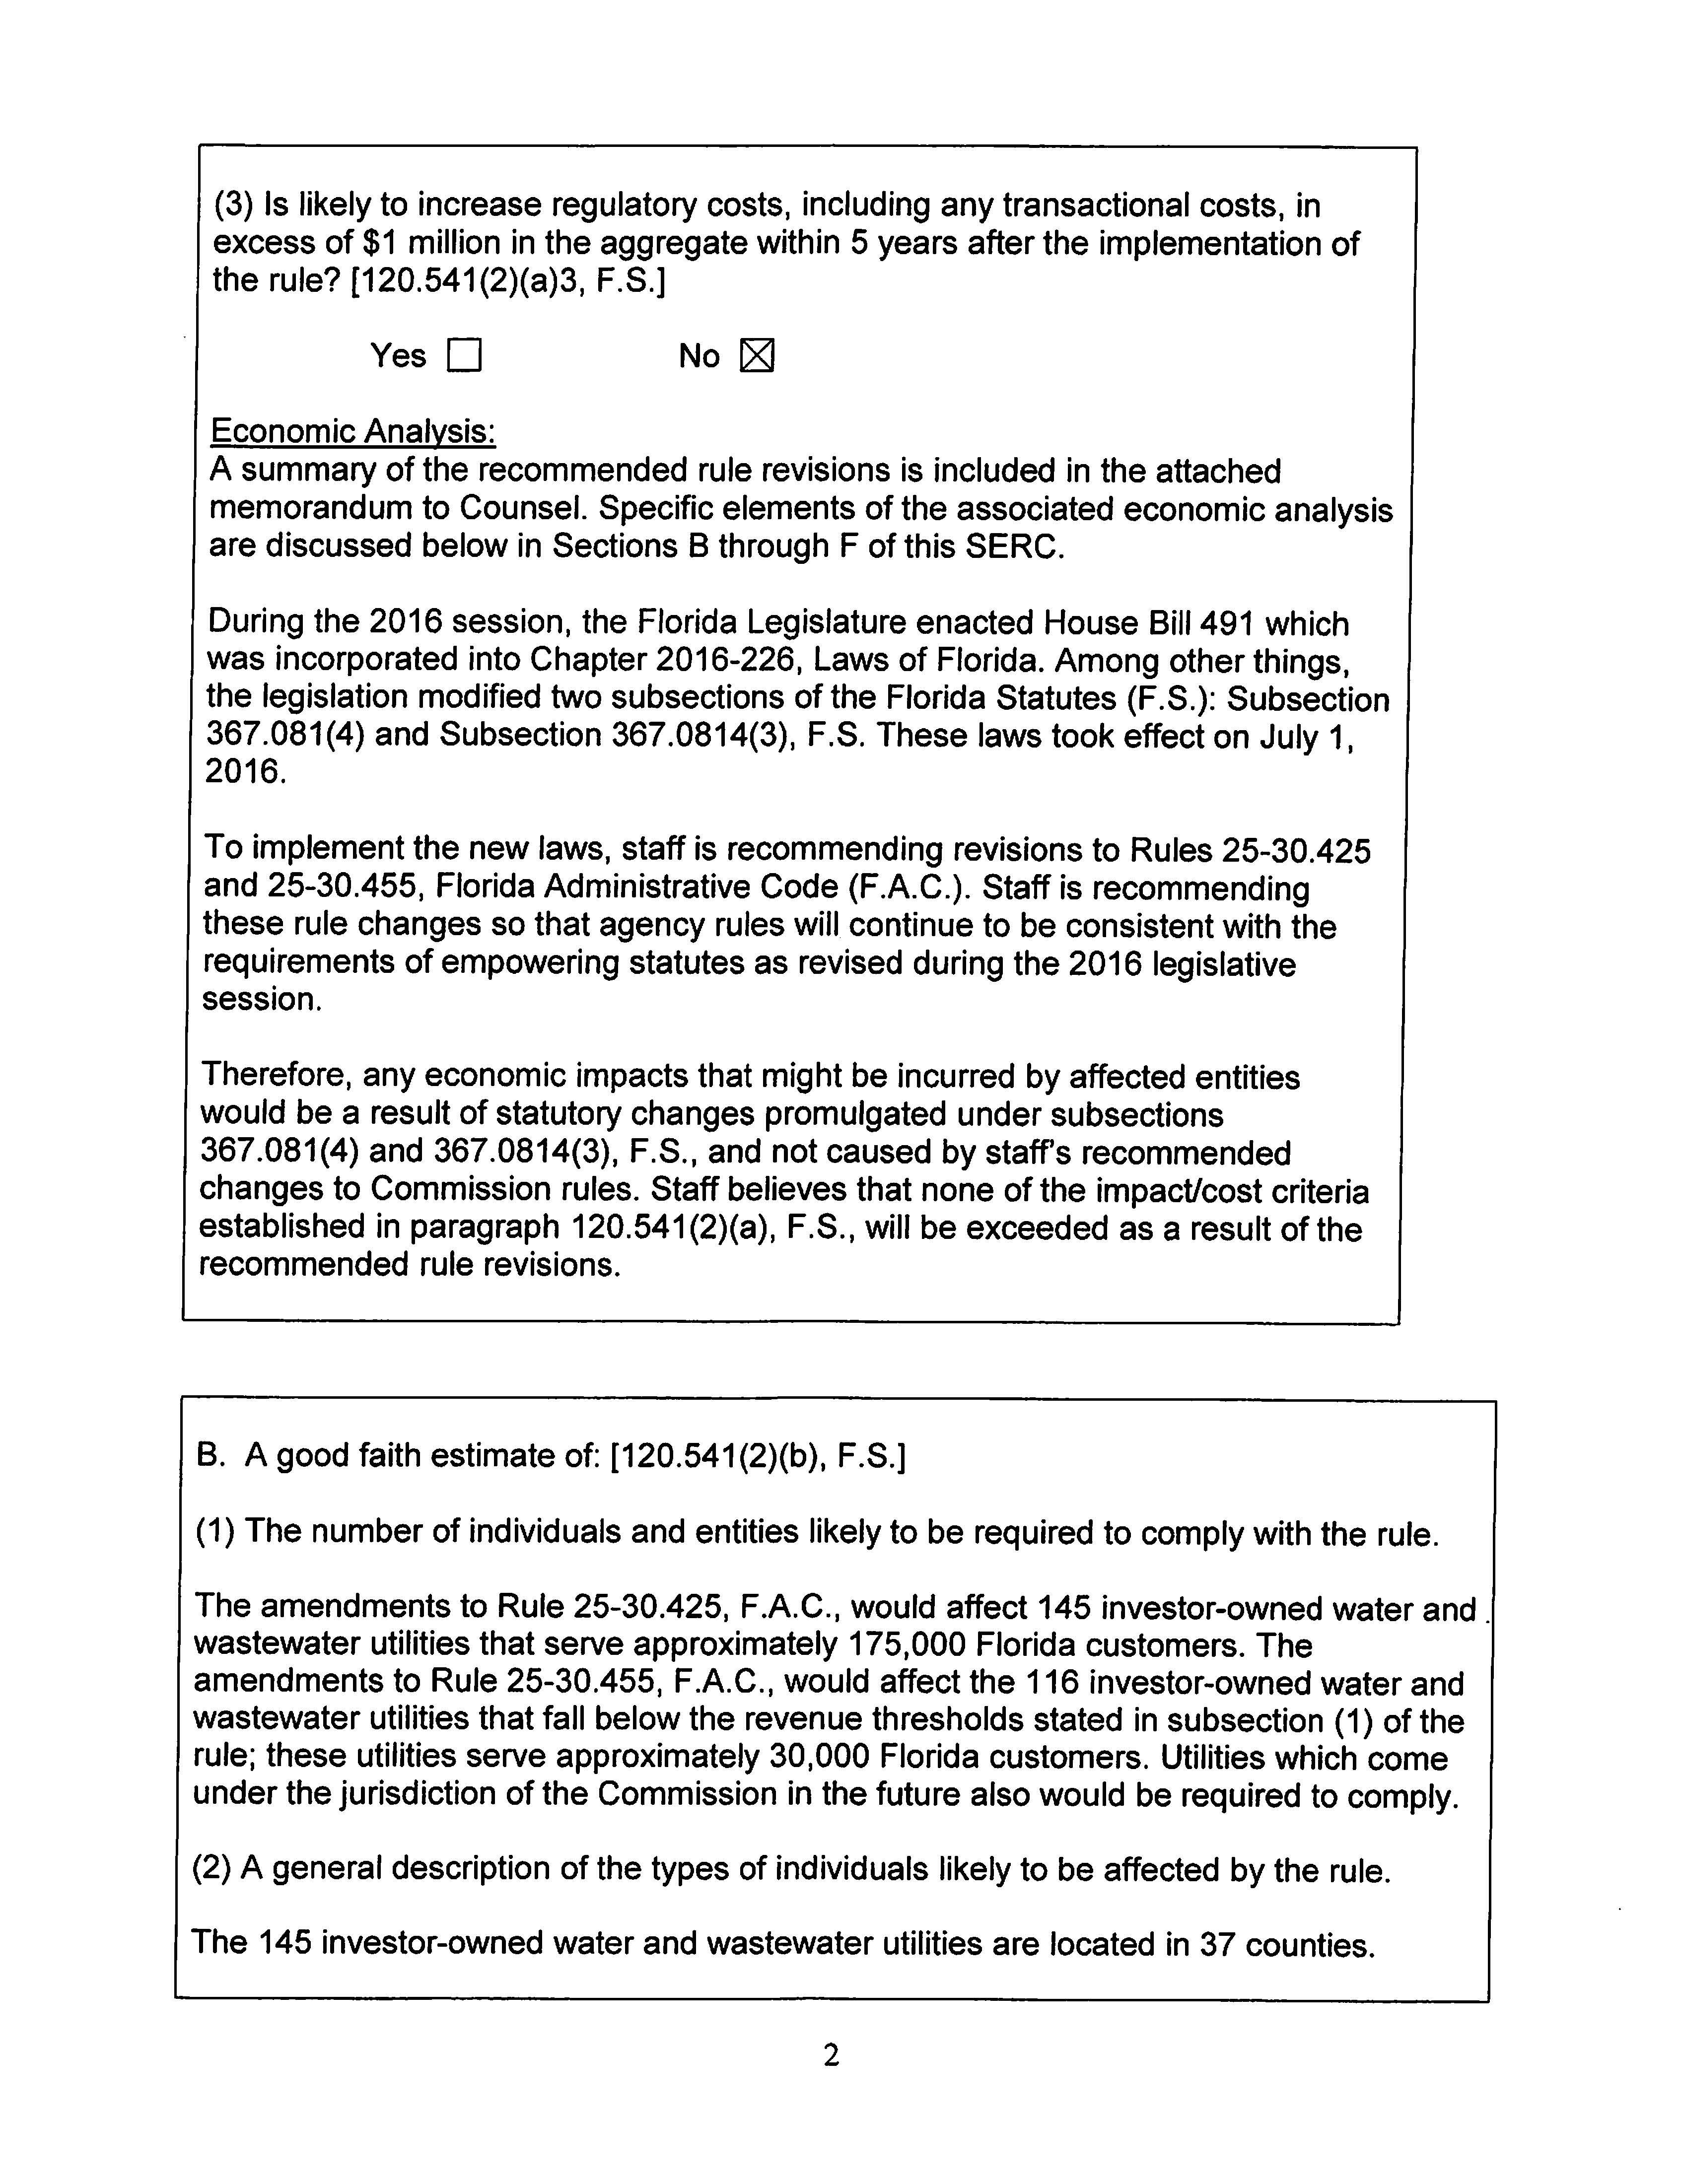 (3) Is likely to increase regulatory costs, including any transactional costs, in
excess of $1 million in the aggregate within 5 years after the implementation of
the rule? [120.541(2)(a)3, F.S.]
Yes ☐ No ☒
Economic Analysis:
A summary of the recommended rule revisions is included in the attached
memorandum to Counsel. Specific elements of the associated economic analysis
are discussed below in Sections B through F of this SERC.
During the 2016 session, the Florida Legislature enacted House Bill 491 which
was incorporated into Chapter 2016-226, Laws of Florida. Among other things,
the legislation modified two subsections of the Florida Statutes (F.S.): Subsection
367.081(4) and Subsection 367.0814(3), F.S. These laws took effect on July 1,
2016.
To implement the new laws, staff is recommending revisions to Rules 25-30.425
and 25-30.455, Florida Administrative Code (F.A.C.). Staff is recommending
these rule changes so that agency rules will continue to be consistent with the
requirements of empowering statutes as revised during the 2016 legislative
session.
Therefore, any economic impacts that might be incurred by affected entities
would be a result of statutory changes promulgated under subsections
367.081(4) and 367.0814(3), F.S., and not caused by staff's recommended
changes to Commission rules. Staff believes that none of the impact/cost criteria
established in paragraph 120.541(2)(a), F.S., will be exceeded as a result of the
recommended rule revisions.
B. A good faith estimate of: [120.541(2)(b), F.S.]
(1) The number of individuals and entities likely to be required to comply with the rule.
The amendments to Rule 25-30.425, F.A.C., would affect 145 investor-owned water and
wastewater utilities that serve approximately 175,000 Florida customers. The
amendments to Rule 25-30.455, F.A.C., would affect the 116 investor-owned water and
wastewater utilities that fall below the revenue thresholds stated in subsection (1) of the
rule; these utilities serve approximately 30,000 Florida customers. Utilities which come
under the jurisdiction of the Commission in the future also would be required to comply.
(2) A general description of the types of individuals likely to be affected by the rule.
The 145 investor-owned water and wastewater utilities are located in 37 counties.
2